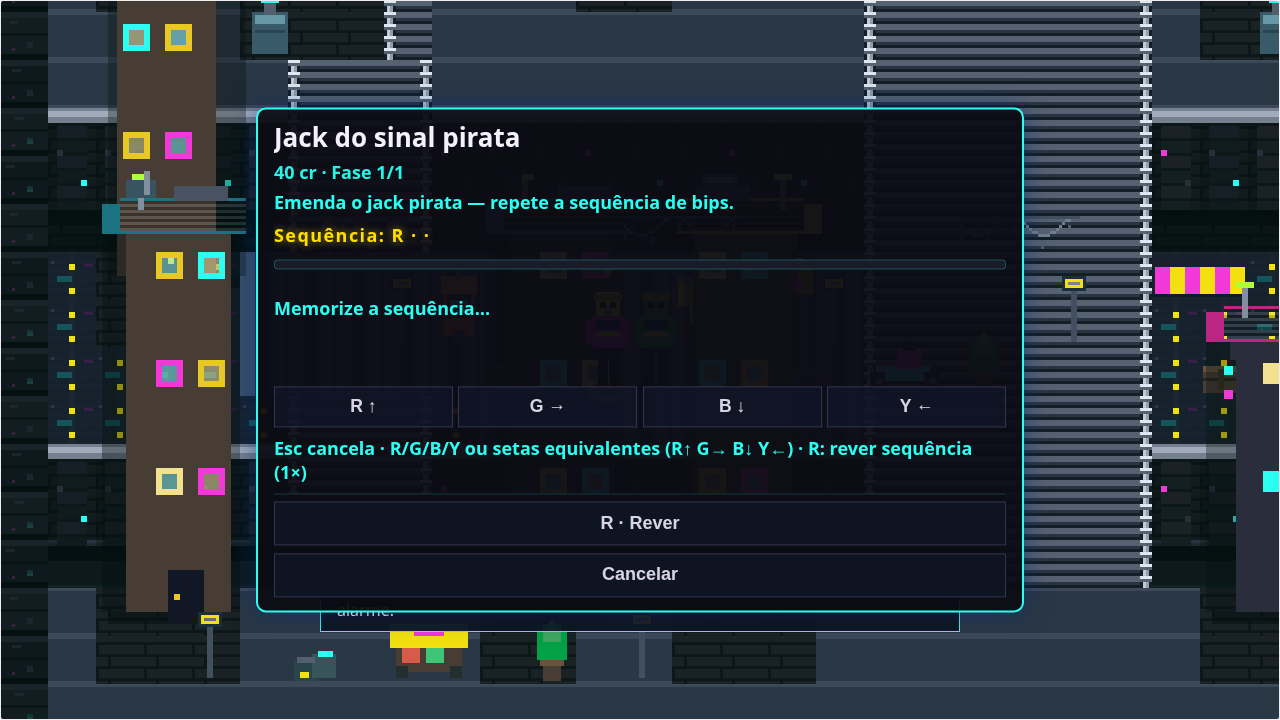 Jack do sinal pirata
40 cr · Fase 1/1
Emenda o jack pirata — repete a sequência de bips.
Sequência: R · ·
Memorize a sequência...
R ↑
G →
B ↓
Y ←
Esc cancela · R/G/B/Y ou setas equivalentes (R↑ G→ B↓ Y←) · R: rever sequência
(1×)
R · Rever
Cancelar
alarme.